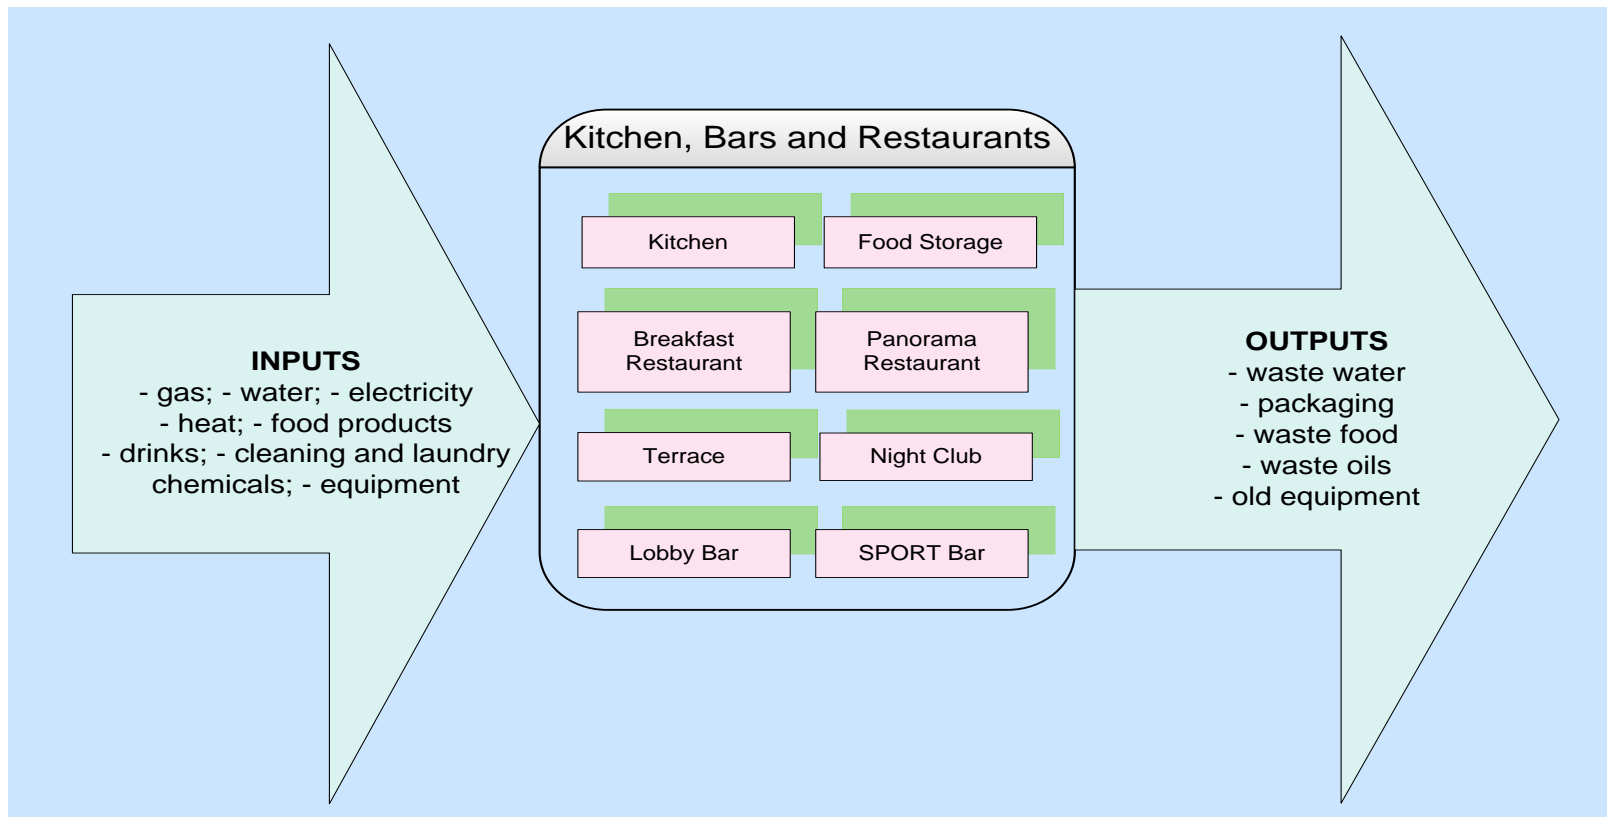 Kitchen, Bars and Restaurants
INPUTS
- gas; - water; - electricity
- heat; - food products
- drinks; - cleaning and laundry
chemicals; - equipment
Kitchen
Food Storage
Breakfast
Restaurant
Panorama
Restaurant
Terrace
Night Club
Lobby Bar
SPORT Bar
OUTPUTS
- waste water
- packaging
- waste food
- waste oils
- old equipment